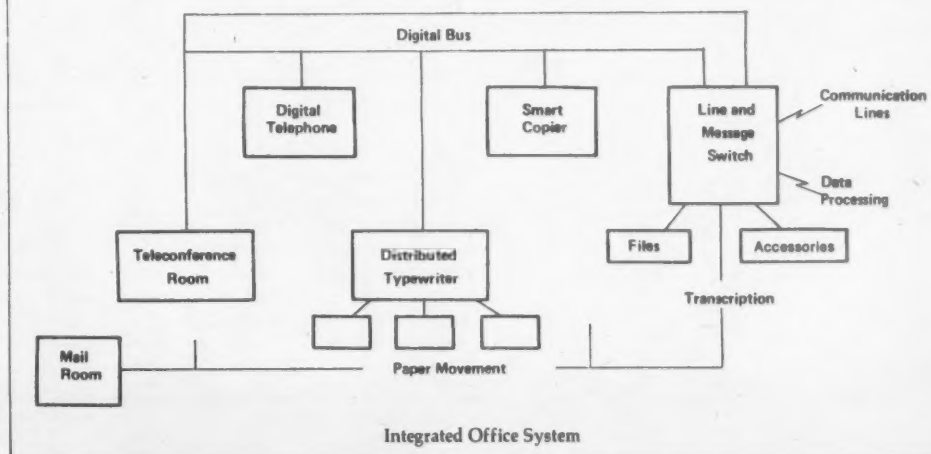 Digital Bus
Digital
Telephone
Smart
Copier
Line and
Message
Switch
Communication
Lines
Data
Processing
Teleconference
Room
Distributed
Typewriter
Files
Accessories
Transcription
Mail
Room
Paper Movement
Integrated Office System